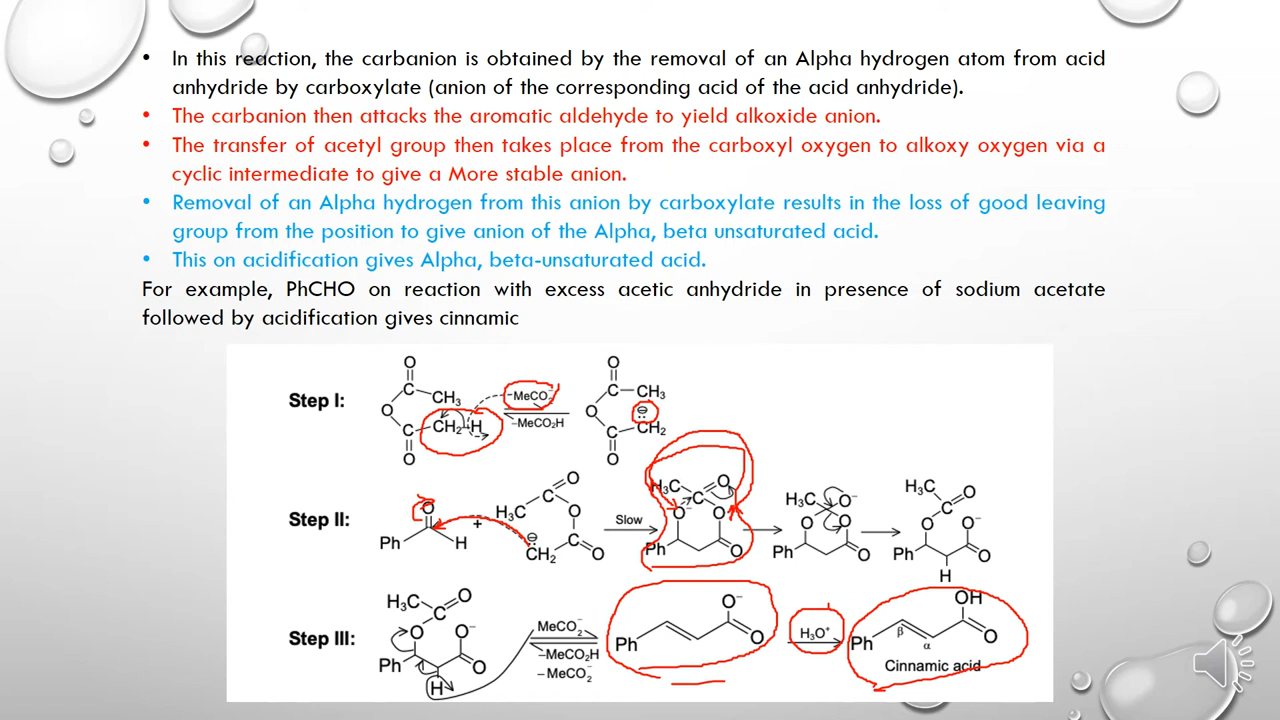 • In this reaction, the carbanion is obtained by the removal of an Alpha hydrogen atom from acid
anhydride by carboxylate (anion of the corresponding acid of the acid anhydride).
• The carbanion then attacks the aromatic aldehyde to yield alkoxide anion.
• The transfer of acetyl group then takes place from the carboxyl oxygen to alkoxy oxygen via a
cyclic intermediate to give a More stable anion.
• Removal of an Alpha hydrogen from this anion by carboxylate results in the loss of good leaving
group from the position to give anion of the Alpha, beta unsaturated acid.
• This on acidification gives Alpha, beta-unsaturated acid.
For example, PhCHO on reaction with excess acetic anhydride in presence of sodium acetate
followed by acidification gives cinnamic
O O
C CH₃ C CH₃
Step I: O MeCO₂⁻ O ⊖
C CH₂ H –MeCO₂H C CH₂
O O
Step II: O + H₃C C O O C O ⊖ CH₂ Slow H₃C C O O⁻ O O H₃C O⁻ O O O H₃C C O O O⁻ O
Ph H Ph Ph Ph H
Step III: H₃C C O O O⁻ O Ph H MeCO₂⁻ –MeCO₂H –MeCO₂⁻ Ph O⁻ O H₃O⁺ Ph β α OH O
Cinnamic acid